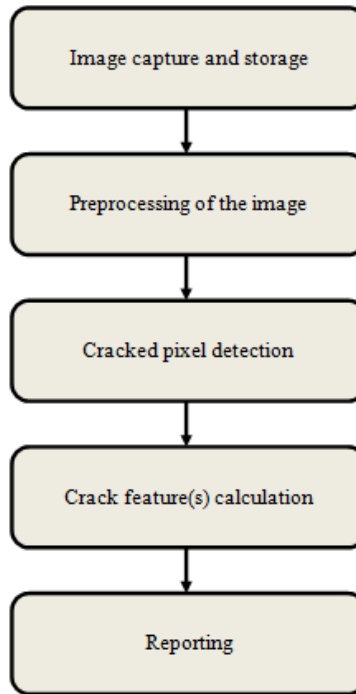 Image capture and storage
Preprocessing of the image
Cracked pixel detection
Crack feature(s) calculation
Reporting